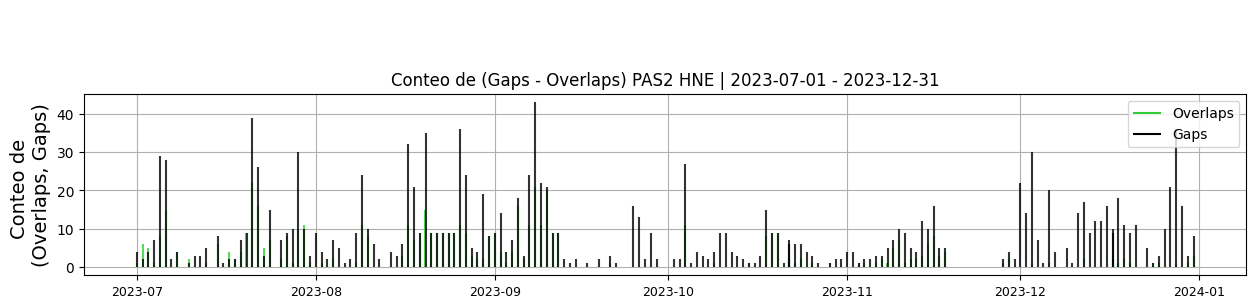 Conteo de (Gaps - Overlaps) PAS2 HNE | 2023-07-01 - 2023-12-31
Conteo de
(Overlaps, Gaps)
40
30
20
10
0
Overlaps
Gaps
2023-07
2023-08
2023-09
2023-10
2023-11
2023-12
2024-01